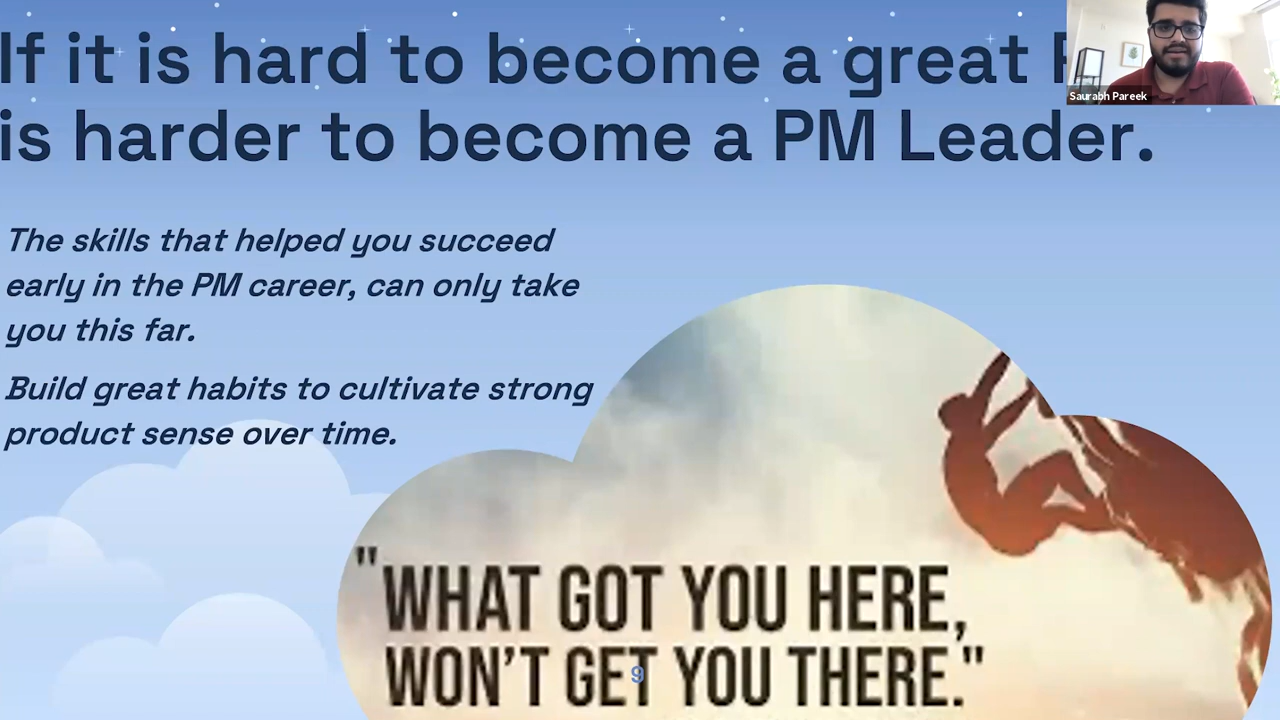 If it is hard to become a great
is harder to become a PM Leader.
Saurabh Pareek
The skills that helped you succeed
early in the PM career, can only take
you this far.
Build great habits to cultivate strong
product sense over time.
"WHAT GOT YOU HERE,
WON'T GET YOU THERE."
9